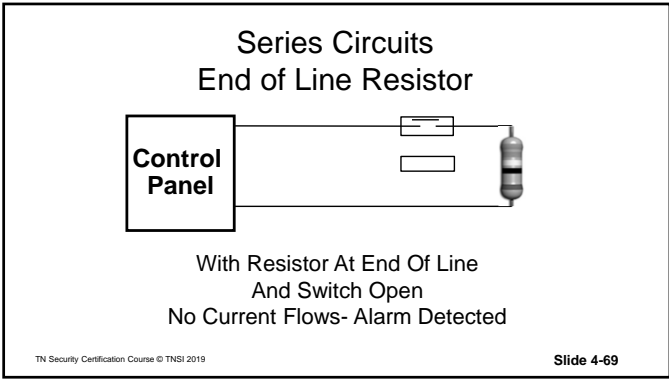 Series Circuits
End of Line Resistor
Control
Panel
With Resistor At End Of Line
And Switch Open
No Current Flows- Alarm Detected
TN Security Certification Course © TNSI 2019
Slide 4-69